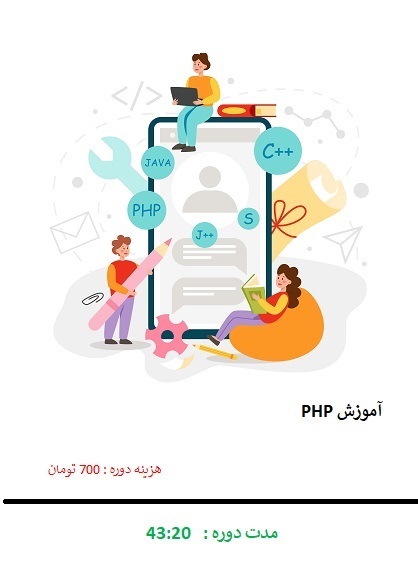 </>
C++
JAVA
PHP
S
J++
آموزش PHP
هزینه دوره : 700 تومان
مدت دوره : 43:20